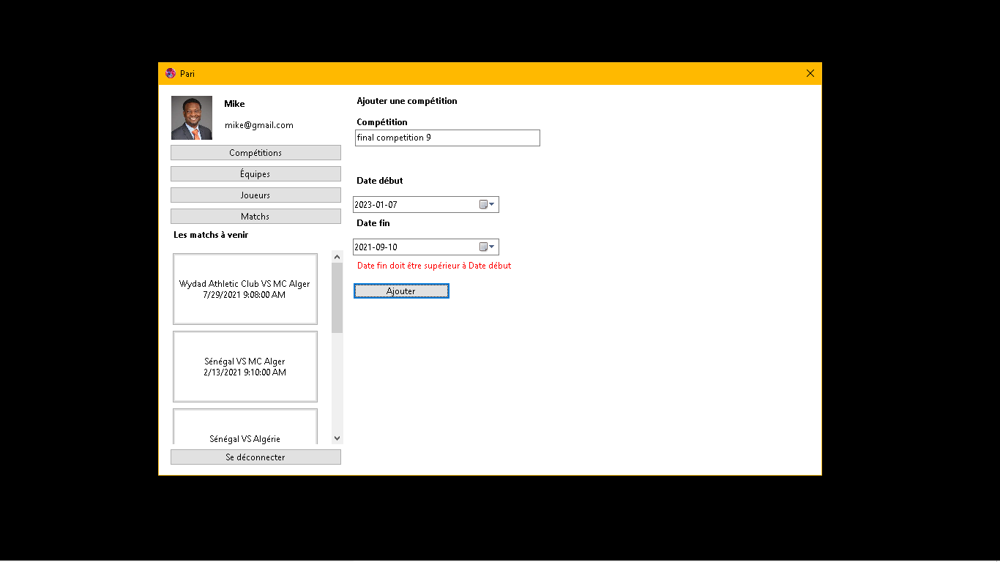 Pari
Mike
mike@gmail.com
Compétitions
Équipes
Joueurs
Matchs
Les matchs à venir
Wydad Athletic Club VS MC Alger
7/29/2021 9:08:00 AM
Sénégal VS MC Alger
2/13/2021 9:10:00 AM
Sénégal VS Algérie
Se déconnecter
Ajouter une compétition
Compétition
final competition 9
Date début
2023-01-07
Date fin
2021-09-10
Date fin doit être supérieur à Date début
Ajouter